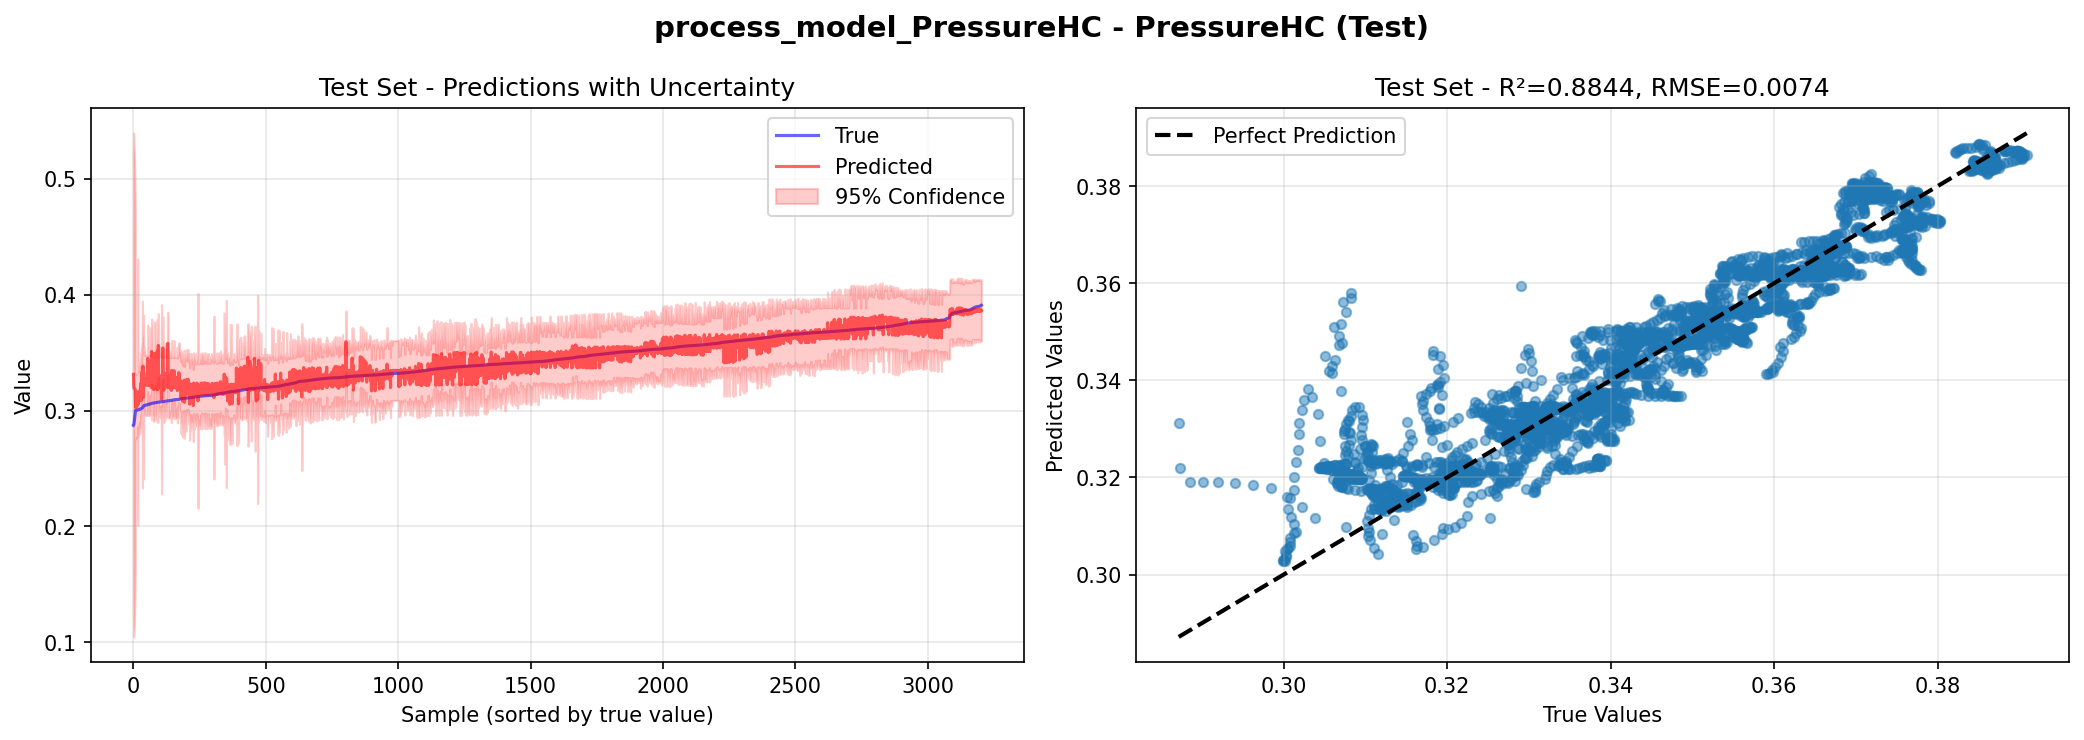 process_model_PressureHC - PressureHC (Test)
Test Set - Predictions with Uncertainty
True
Predicted
95% Confidence
Value
0.5
0.4
0.3
0.2
0.1
0 500 1000 1500 2000 2500 3000
Sample (sorted by true value)
Test Set - R²=0.8844, RMSE=0.0074
Perfect Prediction
Predicted Values
0.38
0.36
0.34
0.32
0.30
0.30 0.32 0.34 0.36 0.38
True Values